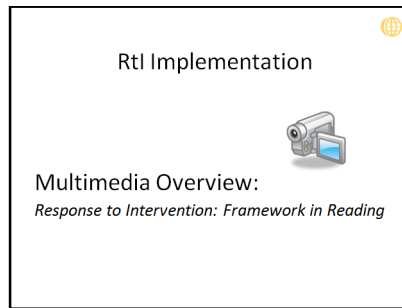 RtI Implementation
Multimedia Overview:
Response to Intervention: Framework in Reading